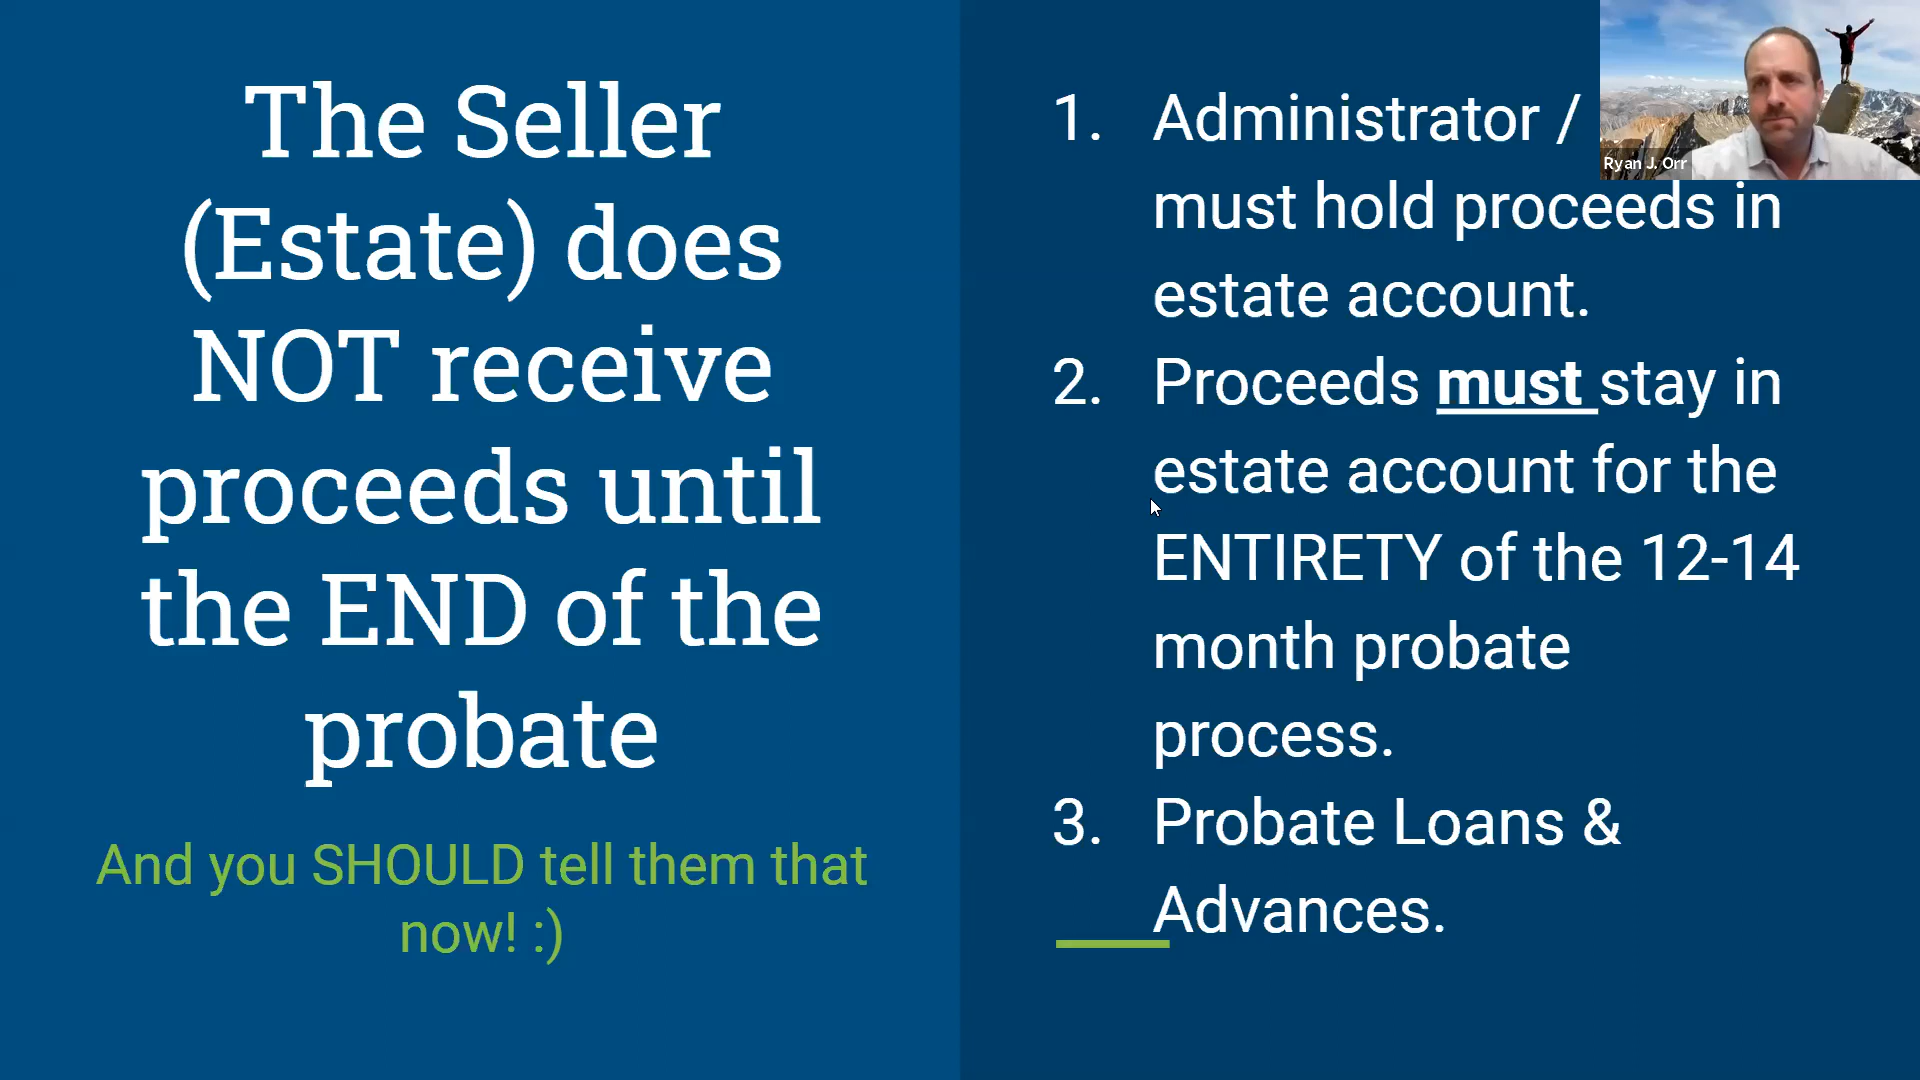 The Seller
(Estate) does
NOT receive
proceeds until
the END of the
probate
And you SHOULD tell them that
now! :)
1. Administrator /
must hold proceeds in
estate account.
2. Proceeds must stay in
estate account for the
ENTIRETY of the 12-14
month probate
process.
3. Probate Loans &
Advances.
Ryan J. Orr